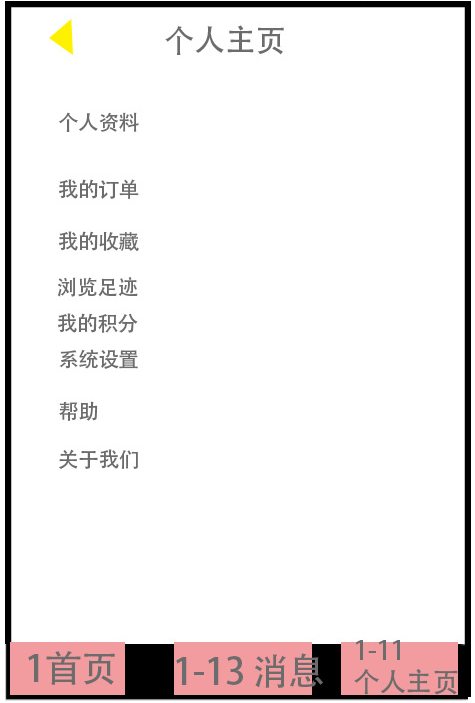 个人主页
个人资料
我的订单
我的收藏
浏览足迹
我的积分
系统设置
帮助
关于我们
1首页
1-13 消息
1-11
个人主页